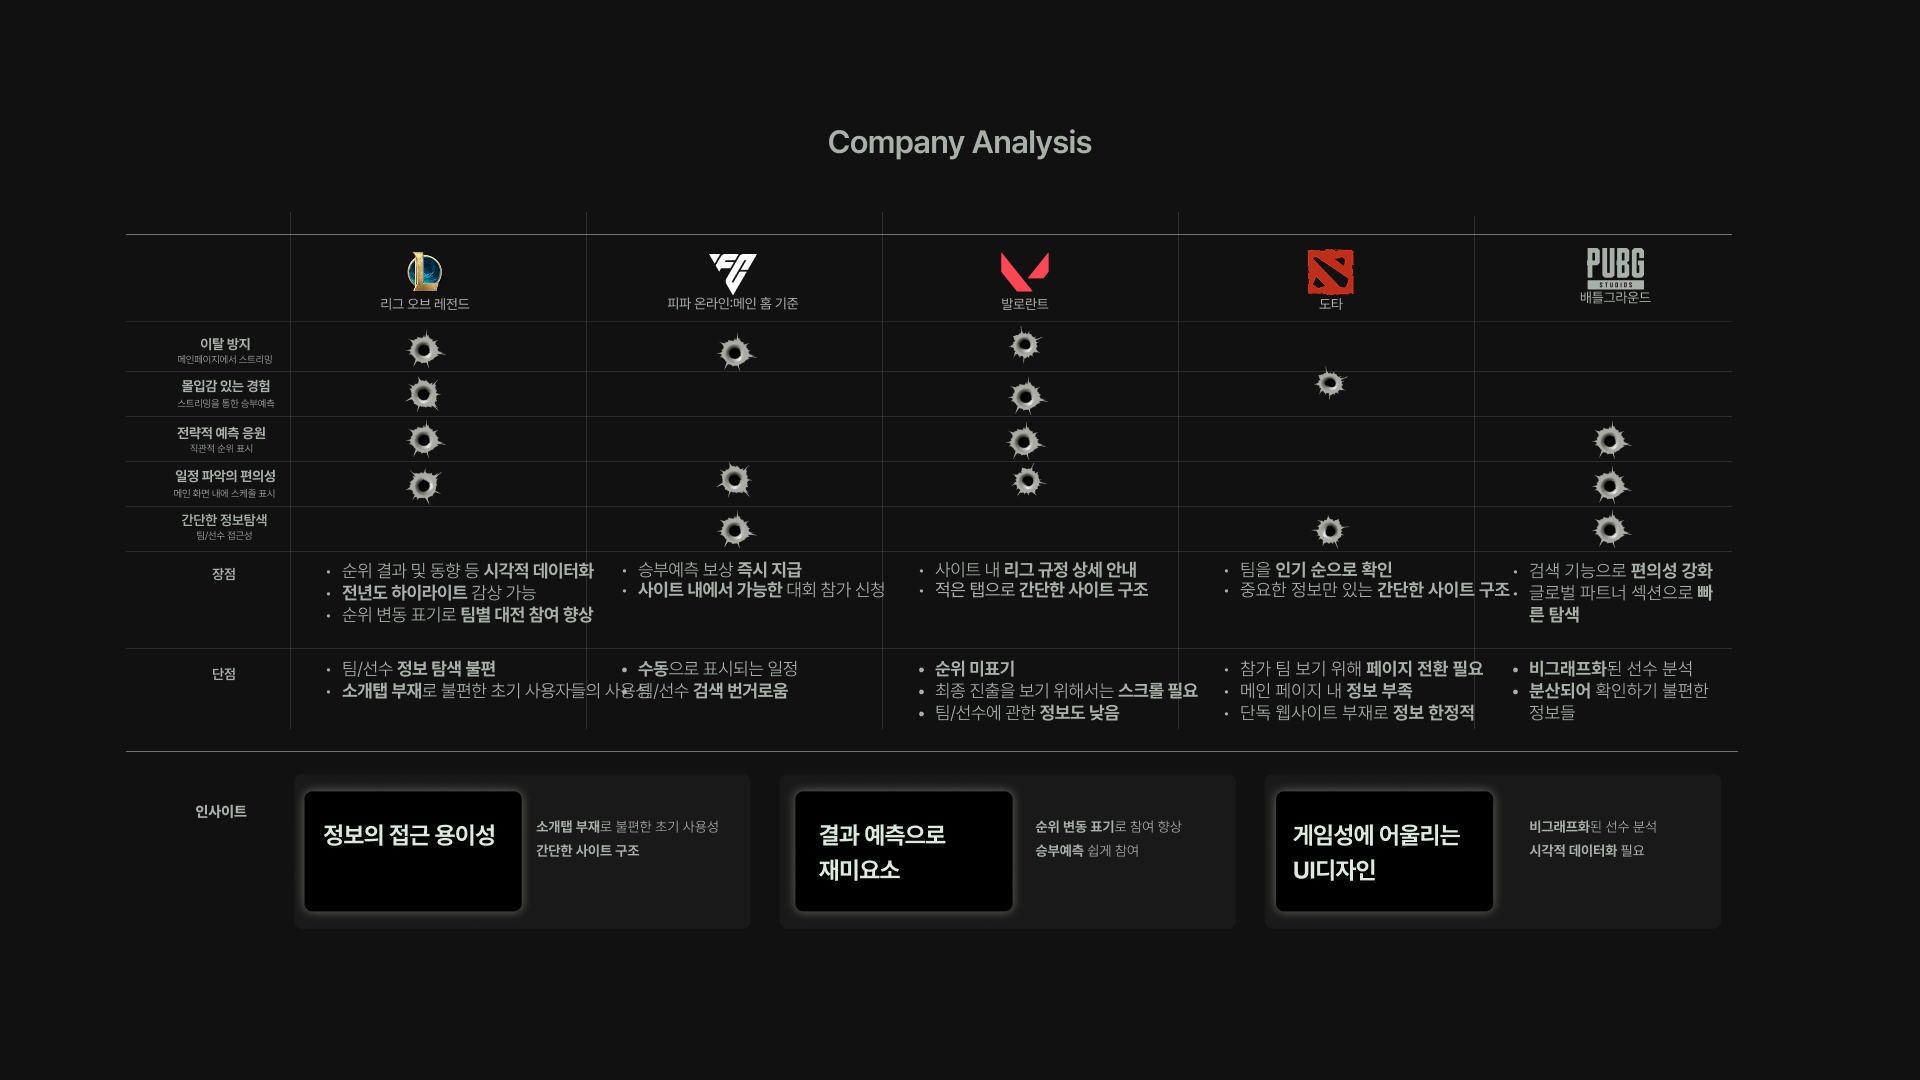 Company Analysis
리그 오브 레전드
피파 온라인:메인 홈 기준
발로란트
도타
PUBG
STUDIOS
배틀그라운드
이탈 방지
메인페이지에서 스트리밍
몰입감 있는 경험
스트리밍을 통한 승부예측
전략적 예측 응원
직관적 순위 표시
일정 파악의 편의성
메인 화면 내에 스케줄 표시
간단한 정보탐색
팀/선수 접근성
장점
• 순위 결과 및 동향 등 시각적 데이터화
• 전년도 하이라이트 감상 가능
• 순위 변동 표기로 팀별 대전 참여 향상
• 승부예측 보상 즉시 지급
• 사이트 내에서 가능한 대회 참가 신청
• 사이트 내 리그 규정 상세 안내
• 적은 탭으로 간단한 사이트 구조
• 팀을 인기 순으로 확인
• 중요한 정보만 있는 간단한 사이트 구조
• 검색 기능으로 편의성 강화
• 글로벌 파트너 섹션으로 빠
른 탐색
단점
• 팀/선수 정보 탐색 불편
• 소개탭 부재로 불편한 초기 사용자들의 사용성
• 수동으로 표시되는 일정
• 팀/선수 검색 번거로움
• 순위 미표기
• 최종 진출을 보기 위해서는 스크롤 필요
• 팀/선수에 관한 정보도 낮음
• 참가 팀 보기 위해 페이지 전환 필요
• 메인 페이지 내 정보 부족
• 단독 웹사이트 부재로 정보 한정적
• 비그래프화된 선수 분석
• 분산되어 확인하기 불편한
정보들
인사이트
정보의 접근 용이성
소개탭 부재로 불편한 초기 사용성
간단한 사이트 구조
결과 예측으로
재미요소
순위 변동 표기로 참여 향상
승부예측 쉽게 참여
게임성에 어울리는
UI디자인
비그래프화된 선수 분석
시각적 데이터화 필요